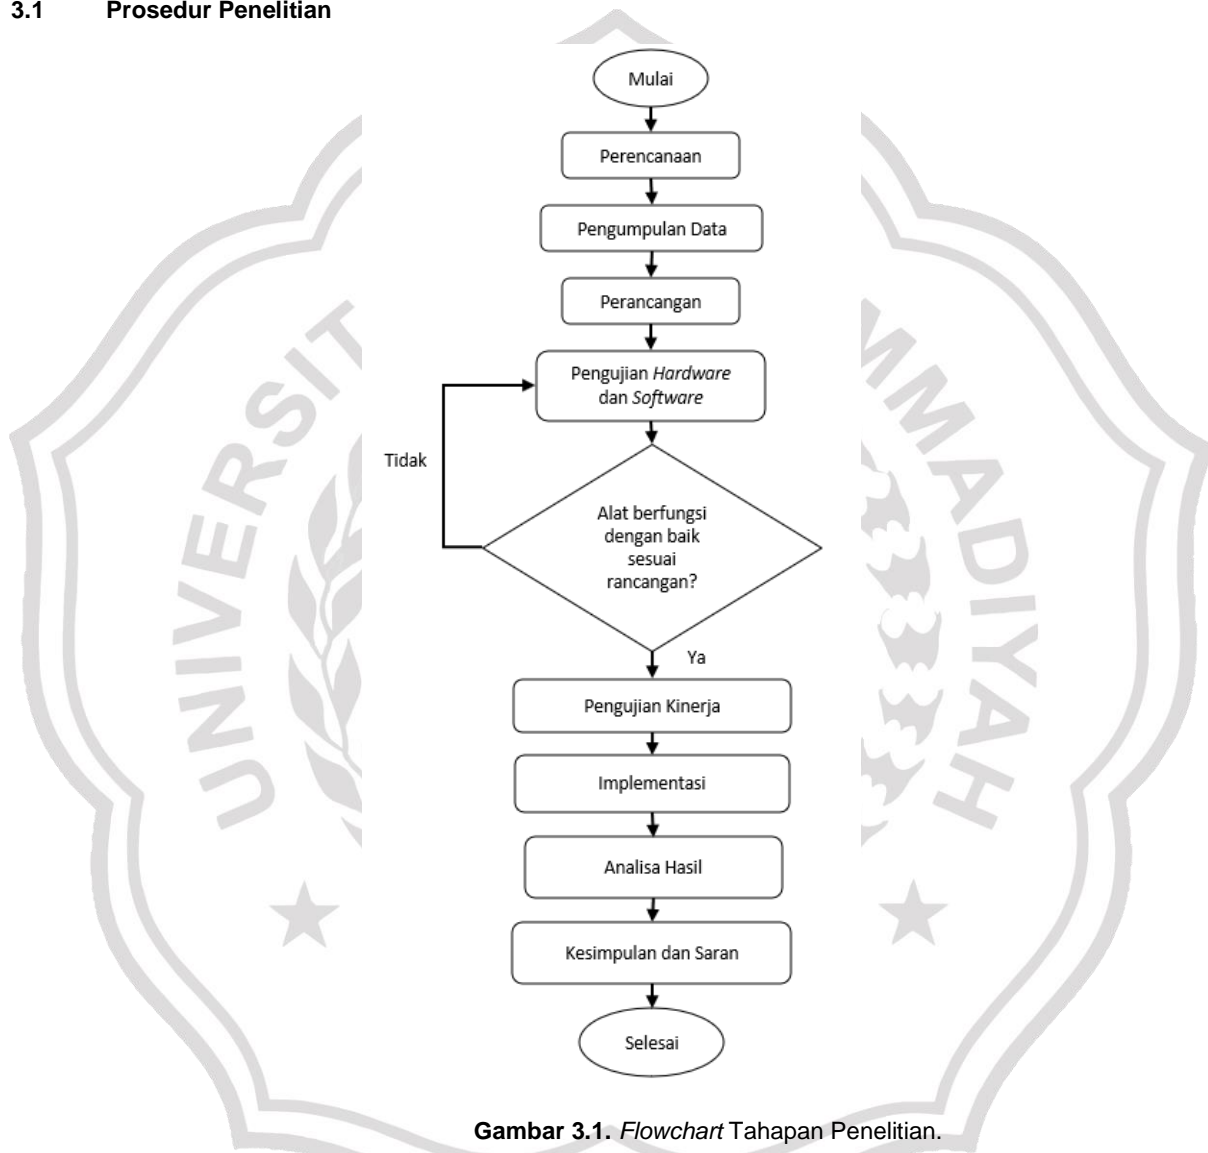 3.1 Prosedur Penelitian
Mulai
Perencanaan
Pengumpulan Data
Perancangan
Pengujian Hardware
dan Software
Tidak
Alat berfungsi
dengan baik
sesuai
rancangan?
Ya
Pengujian Kinerja
Implementasi
Analisa Hasil
Kesimpulan dan Saran
Selesai
Gambar 3.1. Flowchart Tahapan Penelitian.